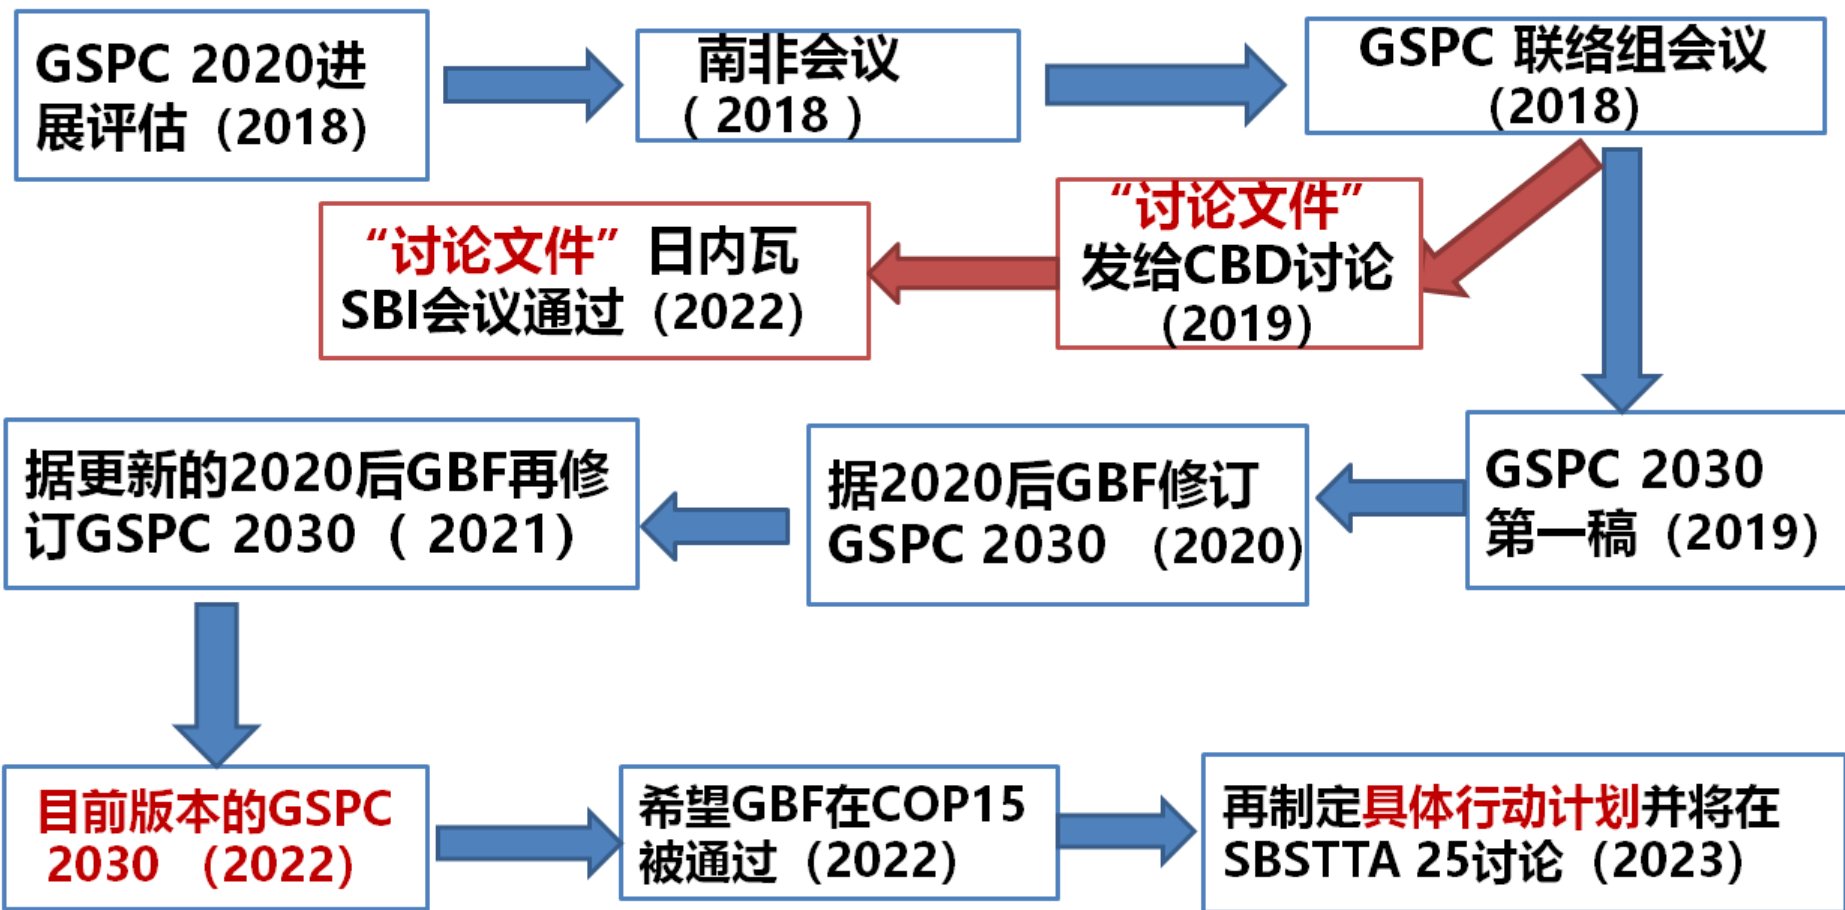 GSPC 2020进
展评估（2018）
南非会议
（ 2018 ）
GSPC 联络组会议
（2018）
“讨论文件”
发给CBD讨论
（2019）
“讨论文件”日内瓦
SBI会议通过（2022）
GSPC 2030
第一稿（2019）
据2020后GBF修订
GSPC 2030 （2020）
据更新的2020后GBF再修
订GSPC 2030（ 2021）
目前版本的GSPC
2030 （2022）
希望GBF在COP15
被通过（2022）
再制定具体行动计划并将在
SBSTTA 25讨论（2023）